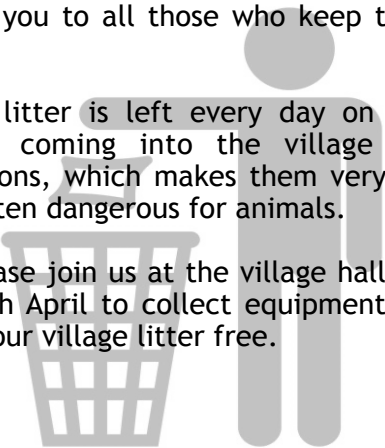 you to all those who keep t
litter is left every day on
coming into the village
ons, which makes them very
ten dangerous for animals.
ase join us at the village hall
h April to collect equipment
our village litter free.